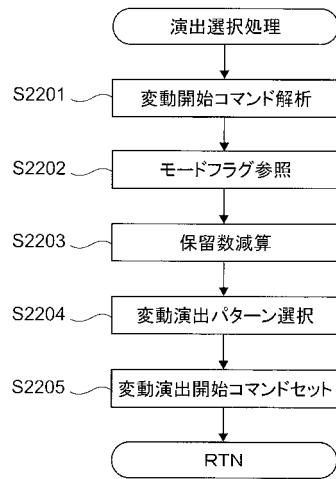 演出選択処理
S2201 変動開始コマンド解析
S2202 モードフラグ参照
S2203 保留数減算
S2204 変動演出パターン選択
S2205 変動演出開始コマンドセット
RTN